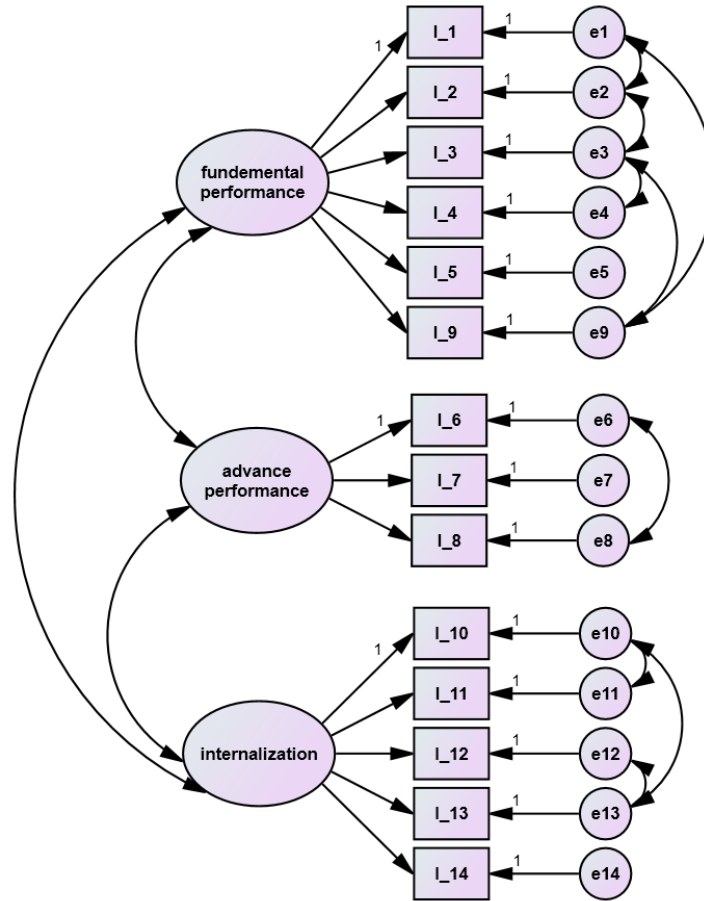 I_1
1
e1
1
I_2
1
e2
I_3
1
e3
fundemental
performance
I_4
1
e4
I_5
1
e5
I_9
1
e9
I_6
1
e6
1
advance
performance
I_7
1
e7
I_8
1
e8
I_10
1
e10
1
I_11
1
e11
internalization
I_12
1
e12
I_13
1
e13
I_14
1
e14